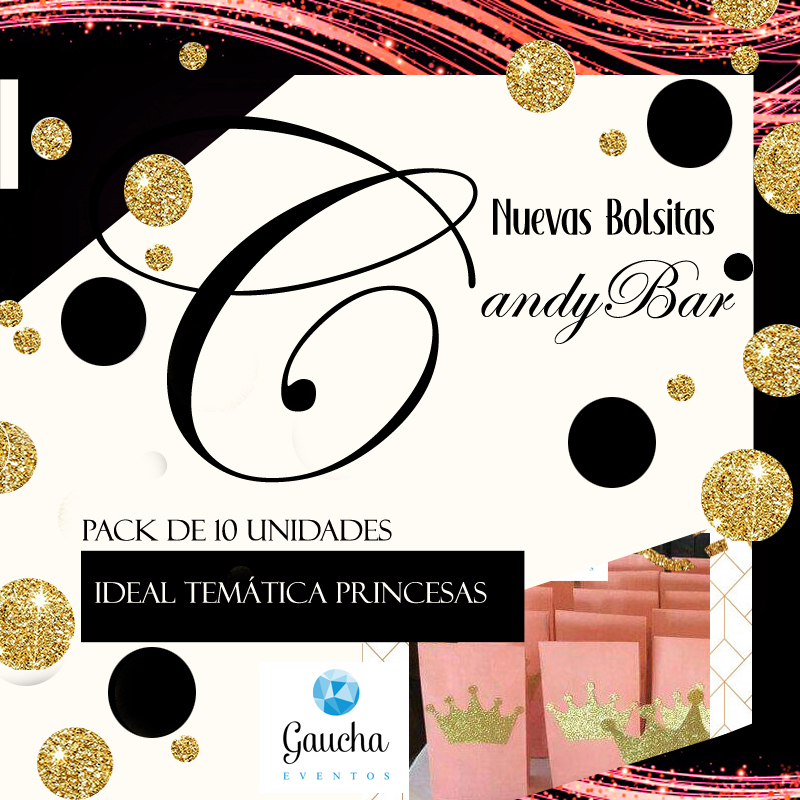 Nuevas Bolsitas
CandyBar
PACK DE 10 UNIDADES
IDEAL TEMÁTICA PRINCESAS
Gaucha
EVENTOS